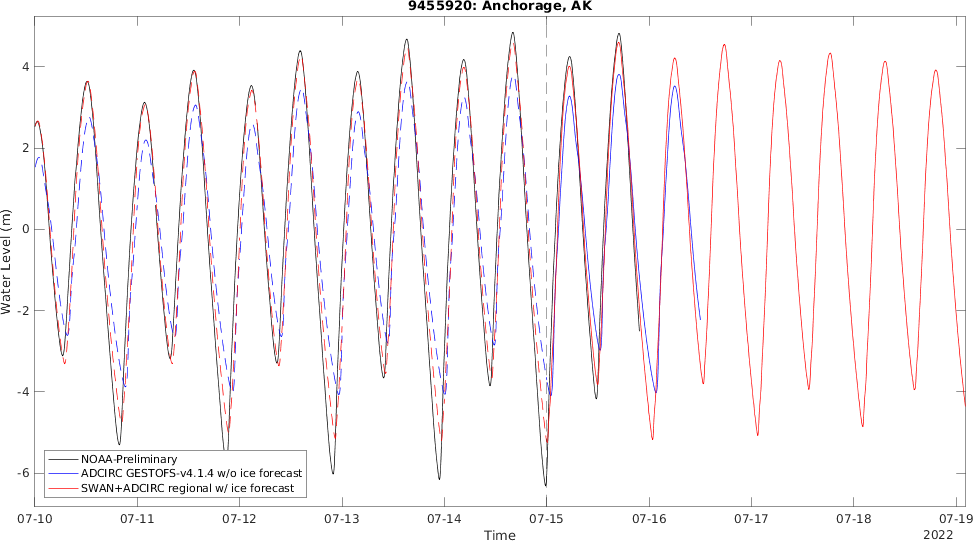 9455920: Anchorage, AK
Water Level (m)
4
2
0
-2
-4
-6
NOAA-Preliminary
ADCIRC GESTOFS-v4.1.4 w/o ice forecast
SWAN+ADCIRC regional w/ ice forecast
07-10 07-11 07-12 07-13 07-14 07-15 07-16 07-17 07-18 07-19
Time
2022